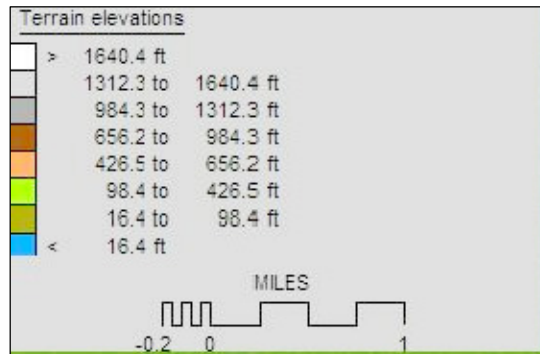 Terrain elevations
> 1640.4 ft
1312.3 to 1640.4 ft
984.3 to 1312.3 ft
656.2 to 984.3 ft
426.5 to 656.2 ft
98.4 to 426.5 ft
16.4 to 98.4 ft
< 16.4 ft
MILES
-0.2 0 1